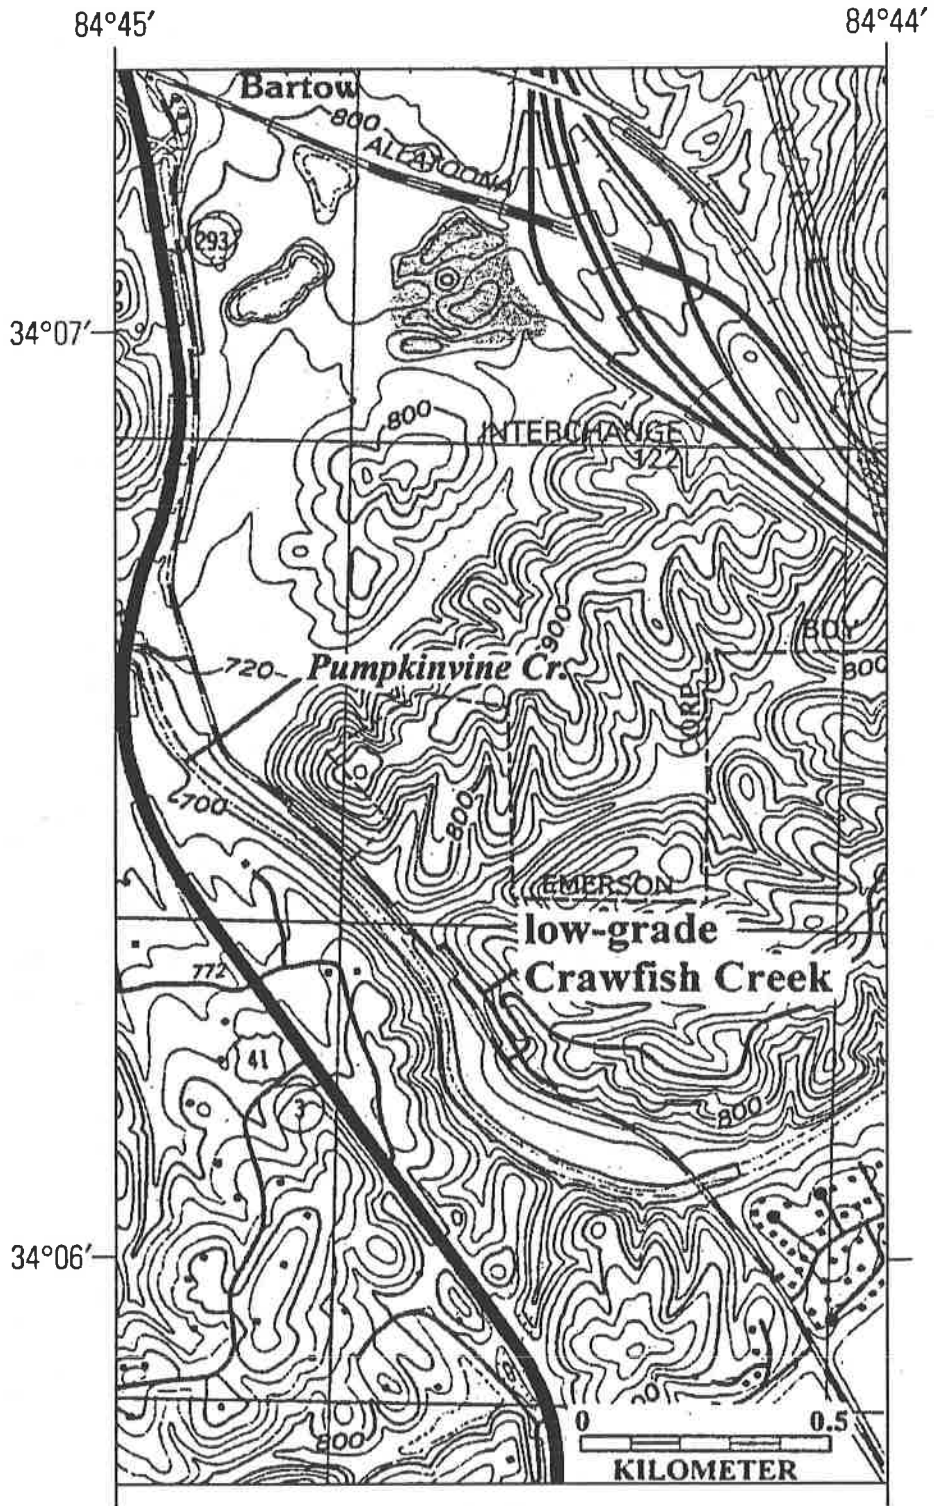 84°45′ 84°44′
Bartow
800
ALLATOONA
293
34°07′
800
INTERCHANGE
122
900
BDY
720
Pumpkinvine Cr.
800
CORP
700
800
EMERSON
low-grade
Crawfish Creek
772
41
3
800
34°06′
800
0 0.5
KILOMETER